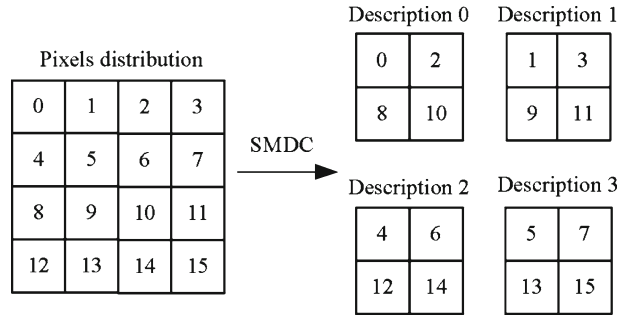 Pixels distribution
0 1 2 3
4 5 6 7
8 9 10 11
12 13 14 15
SMDC
Description 0
0 2
8 10
Description 1
1 3
9 11
Description 2
4 6
12 14
Description 3
5 7
13 15